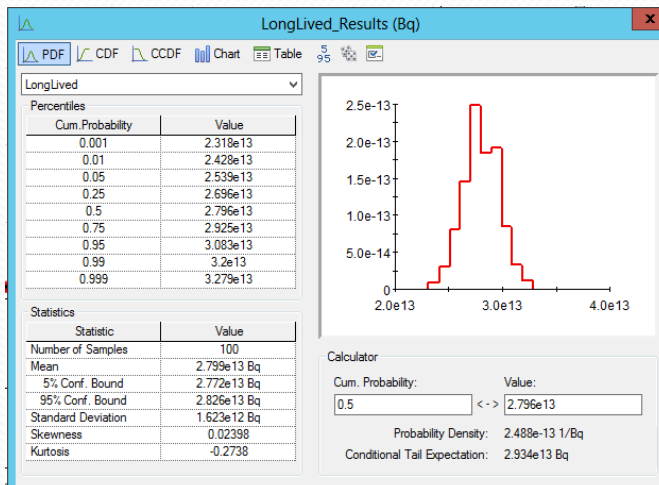 LongLived_Results (Bq)
x
PDF CDF CCDF Chart Table 5 95
LongLived
Percentiles
Cum.Probability Value
0.001 2.318e13
0.01 2.428e13
0.05 2.539e13
0.25 2.696e13
0.5 2.796e13
0.75 2.925e13
0.95 3.083e13
0.99 3.2e13
0.999 3.279e13
Statistics
Statistic Value
Number of Samples 100
Mean 2.799e13 Bq
5% Conf. Bound 2.772e13 Bq
95% Conf. Bound 2.826e13 Bq
Standard Deviation 1.623e12 Bq
Skewness 0.02398
Kurtosis -0.2738
2.5e-13
2.0e-13
1.5e-13
1.0e-13
5.0e-14
0
2.0e13 3.0e13 4.0e13
Calculator
Cum. Probability: Value:
0.5 <-> 2.796e13
Probability Density: 2.488e-13 1/Bq
Conditional Tail Expectation: 2.934e13 Bq